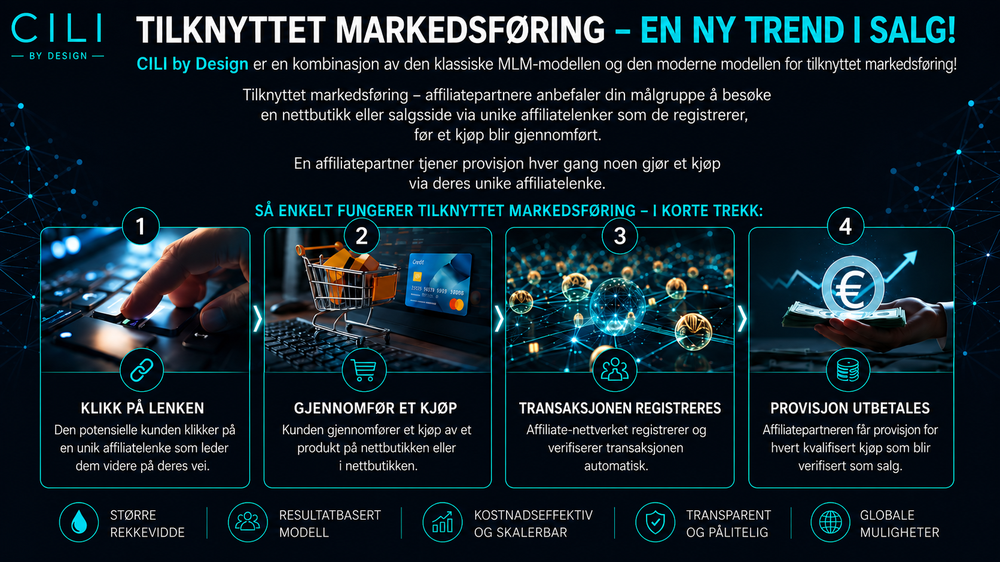 CILI
BY DESIGN
TILKNYTTET MARKEDSFØRING – EN NY TREND I SALG!
CILI by Design er en kombinasjon av den klassiske MLM-modellen og den moderne modellen for tilknyttet markedsføring!
Tilknyttet markedsføring – affiliatepartnere anbefaler din målgruppe å besøke
en nettbutikk eller salgsside via unike affiliatelenker som de registrerer,
før et kjøp blir gjennomført.
En affiliatepartner tjener provisjon hver gang noen gjør et kjøp
via deres unike affiliatelenke.
SÅ ENKELT FUNGERER TILKNYTTET MARKEDSFØRING – I KORTE TREKK:
1
KLIKK PÅ LENKEN
Den potensielle kunden klikker på
en unik affiliatelenke som leder
dem videre på deres vei.
2
Credit
GJENNOMFØR ET KJØP
Kunden gjennomfører et kjøp av et
produkt på nettbutikken eller
i nettbutikken.
3
TRANSAKSJONEN REGISTRERES
Affiliate-nettverket registrerer og
verifiserer transaksjonen
automatisk.
4
€
PROVISJON UTBETALES
Affiliatepartneren får provisjon for
hvert kvalifisert kjøp som blir
verifisert som salg.
STØRRE
REKKEVIDDE
RESULTATBASERT
MODELL
KOSTNADSEFFEKTIV
OG SKALERBAR
TRANSPARENT
OG PÅLITELIG
GLOBALE
MULIGHETER